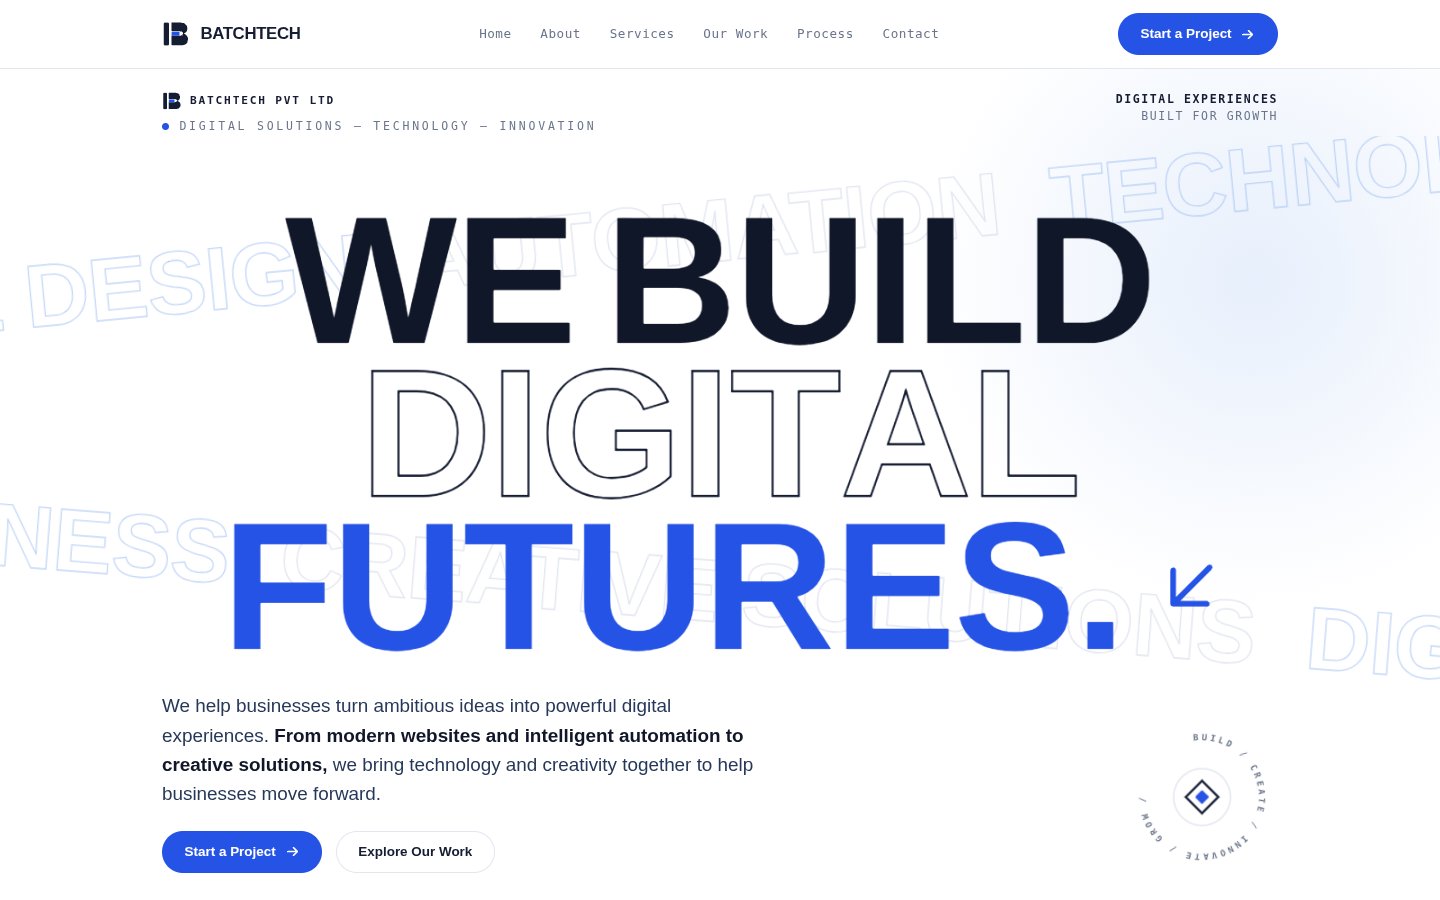 BATCHTECH
Home About Services Our Work Process Contact
Start a Project
BATCHTECH PVT LTD
DIGITAL SOLUTIONS — TECHNOLOGY — INNOVATION
DIGITAL EXPERIENCES
BUILT FOR GROWTH
DESIGN AUTOMATION
WE BUILD
DIGITAL
FUTURES.
CREATIVE SOLUTIONS
We help businesses turn ambitious ideas into powerful digital
experiences. From modern websites and intelligent automation to
creative solutions, we bring technology and creativity together to help
businesses move forward.
Start a Project
Explore Our Work
BUILD / CREATE / INNOVATE / GROW /